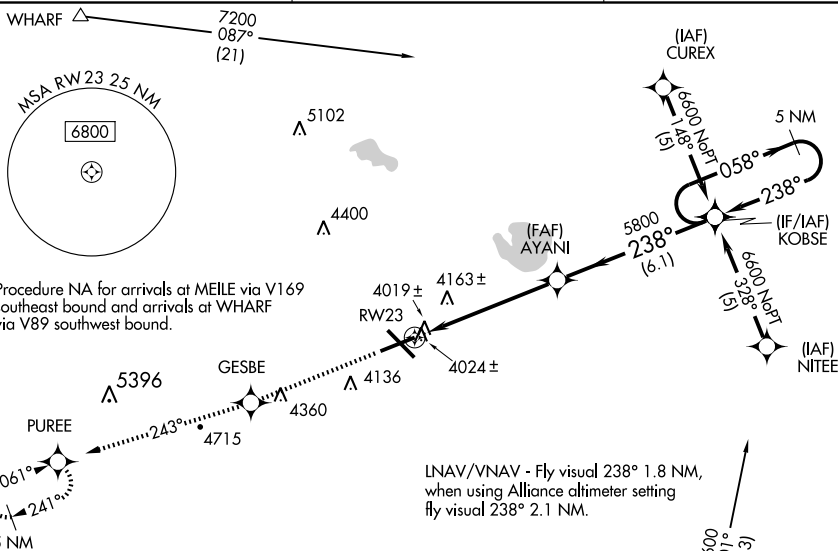 WHARF
7200
087°
(21)
MSA RW23 25 NM
6800
5102
4400
(IAF)
CUREX
6600 NoPT
148°
(5)
5 NM
058°
238°
(IF/IAF)
KOBSE
(FAF)
AYANI
5800
238°
(6.1)
6600 NoPT
328°
(5)
(IAF)
NITEE
Procedure NA for arrivals at MEILE via V169
southeast bound and arrivals at WHARF
via V89 southwest bound.
4163±
4019±
RW23
4024±
4136
GESBE
4360
5396
243°
4715
PUREE
061°
241°
NM
LNAV/VNAV - Fly visual 238° 1.8 NM,
when using Alliance altimeter setting
fly visual 238° 2.1 NM.